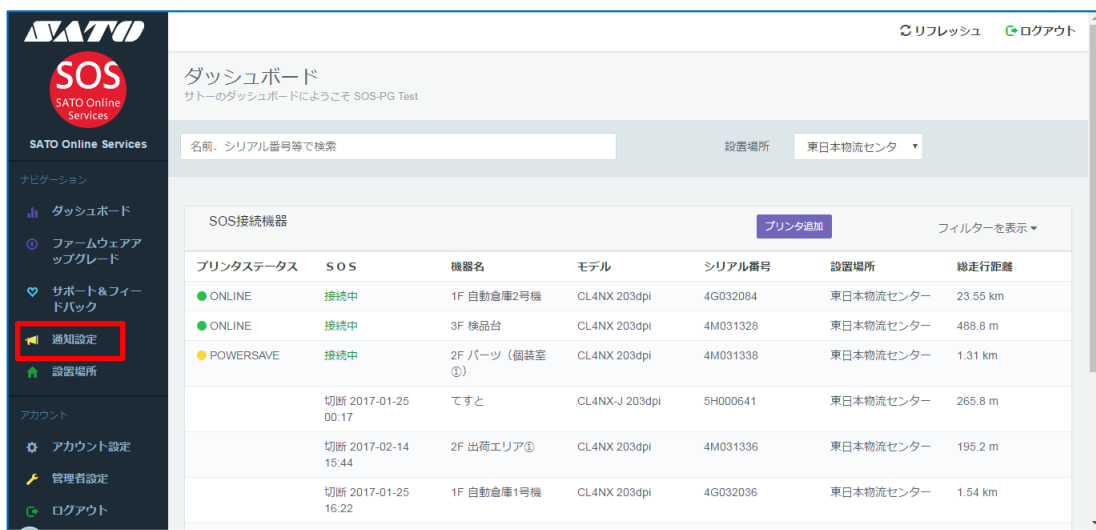 SATO
リフレッシュ ログアウト
SOS
SATO Online
Services
SATO Online Services
ナビゲーション
ダッシュボード
ファームウェアア
ップグレード
サポート&フィー
ドバック
通知設定
設置場所
アカウント
アカウント設定
管理者設定
ログアウト
ダッシュボード
サトーのダッシュボードにようこそ SOS-PG Test
名前、シリアル番号等で検索 設置場所 東日本物流センタ
SOS接続機器 プリンタ追加 フィルターを表示
プリンタステータス SOS 機器名 モデル シリアル番号 設置場所 総走行距離
ONLINE 接続中 1F 自動倉庫2号機 CL4NX 203dpi 4G032084 東日本物流センター 23.55 km
ONLINE 接続中 3F 検品台 CL4NX 203dpi 4M031328 東日本物流センター 488.8 m
POWERSAVE 接続中 2F パーツ(個装室 CL4NX 203dpi 4M031338 東日本物流センター 1.31 km
①)
切断 2017-01-25 てすと CL4NX-J 203dpi 5H000641 東日本物流センター 265.8 m
00:17
切断 2017-02-14 2F 出荷エリア① CL4NX 203dpi 4M031336 東日本物流センター 195.2 m
15:44
切断 2017-01-25 1F 自動倉庫1号機 CL4NX 203dpi 4G032036 東日本物流センター 1.54 km
16:22